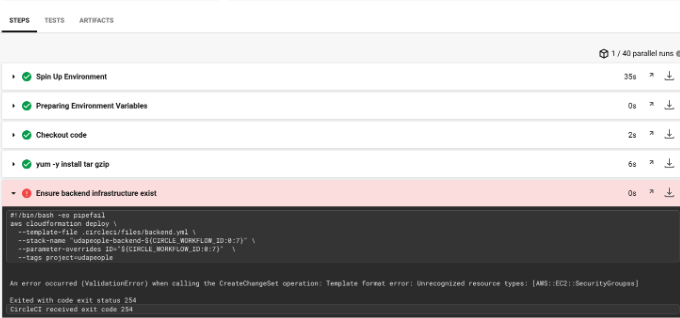 STEPS TESTS ARTIFACTS
1 / 40 parallel runs
Spin Up Environment 35s
Preparing Environment Variables 0s
Checkout code 2s
yum -y install tar gzip 6s
Ensure backend infrastructure exist 0s
#!/bin/bash -eo pipefail
aws cloudformation deploy \
--template-file .circleci/files/backend.yml \
--stack-name "udapeople-backend-${CIRCLE_WORKFLOW_ID:0:7}" \
--parameter-overrides ID="${CIRCLE_WORKFLOW_ID:0:7}" \
--tags project=udapeople
An error occurred (ValidationError) when calling the CreateChangeSet operation: Template format error: Unrecognized resource types: [AWS::EC2::SecurityGroupss]
Exited with code exit status 254
CircleCI received exit code 254